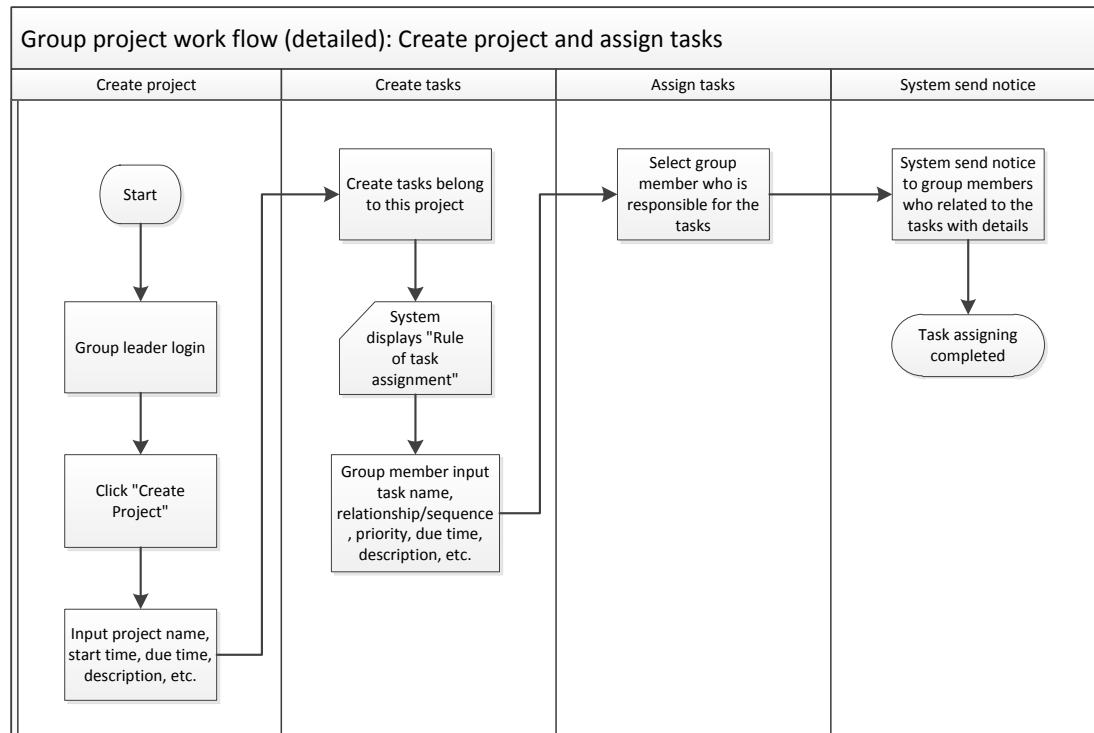 Group project work flow (detailed): Create project and assign tasks
Create project
Create tasks
Assign tasks
System send notice
Start
Group leader login
Click "Create
Project"
Input project name,
start time, due time,
description, etc.
Create tasks belong
to this project
System
displays "Rule
of task
assignment"
Group member input
task name,
relationship/sequence
, priority, due time,
description, etc.
Select group
member who is
responsible for the
tasks
System send notice
to group members
who related to the
tasks with details
Task assigning
completed